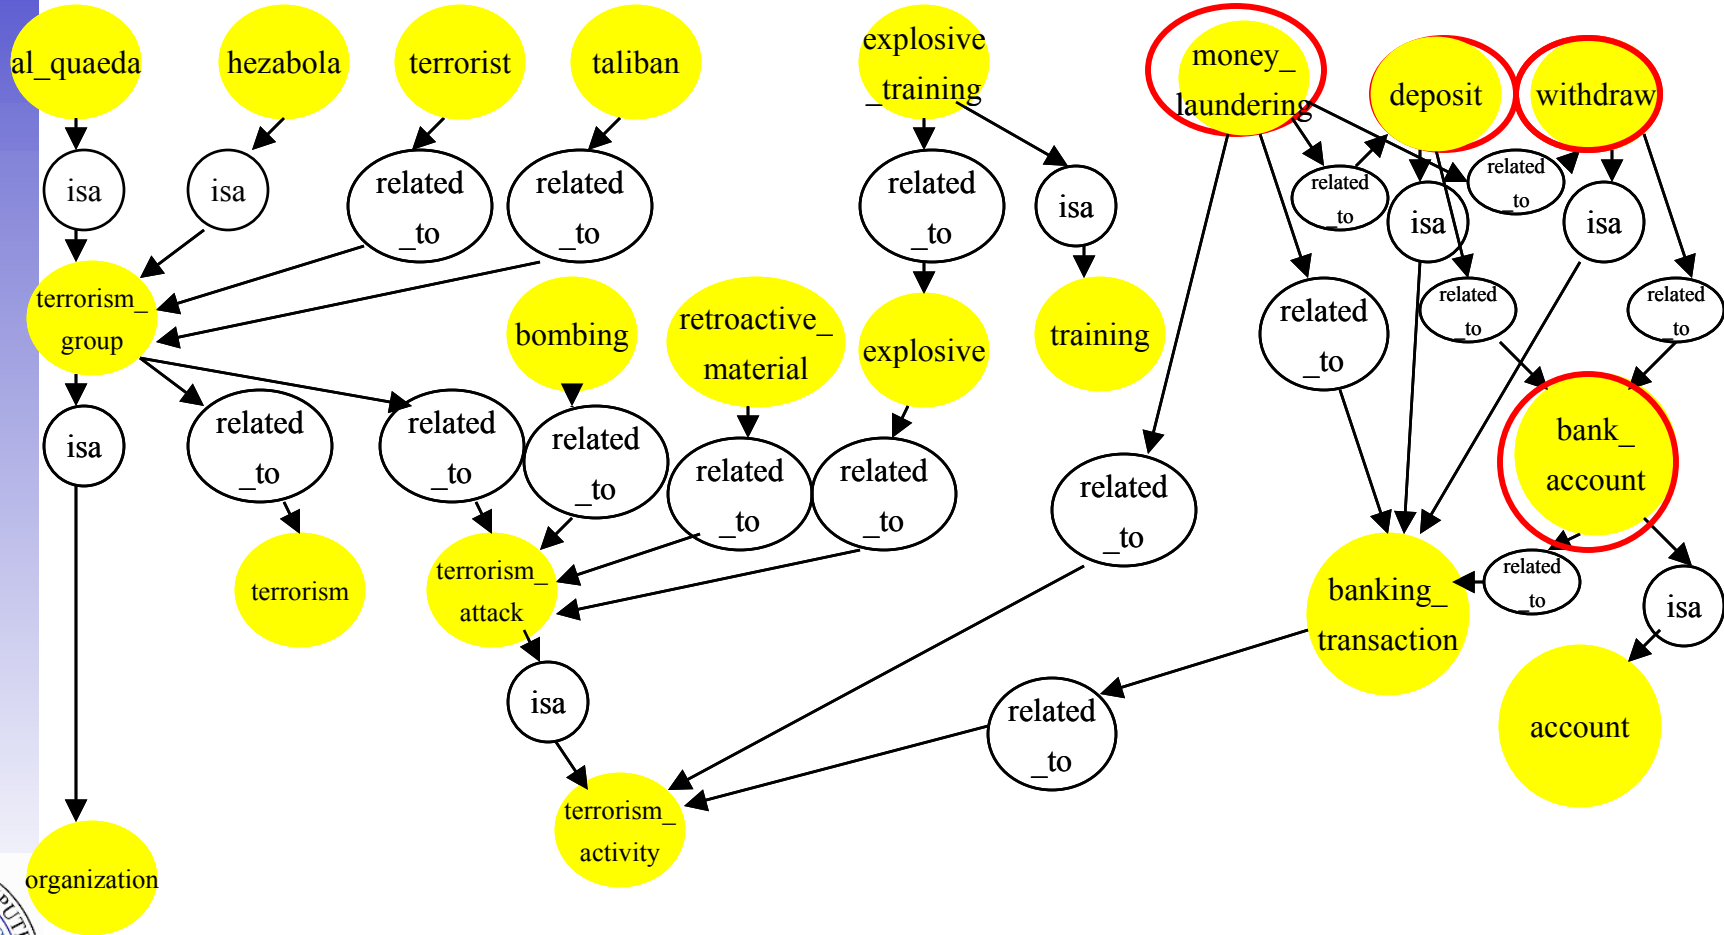 al_quaeda
hezabola
terrorist
taliban
explosive
_training
money_
laundering
deposit
withdraw
isa
isa
related
_to
related
_to
related
_to
isa
related
_to
isa
related
_to
isa
terrorism_
group
bombing
retroactive_
material
explosive
training
related
_to
related
_to
related
_to
isa
related
_to
related
_to
related
_to
related
_to
related
_to
related
_to
bank_
account
terrorism
terrorism_
attack
banking_
transaction
related
_to
isa
isa
related
_to
account
terrorism_
activity
organization